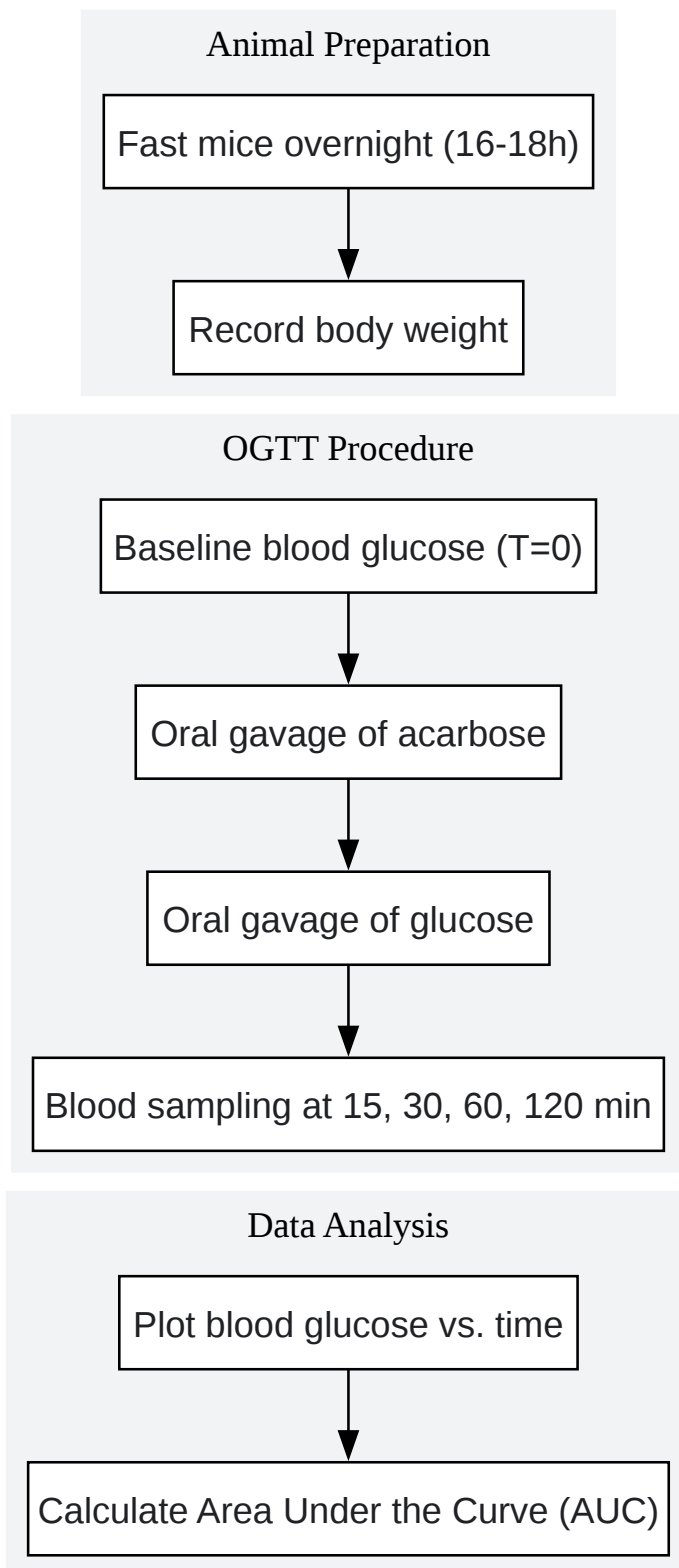 Animal Preparation
Fast mice overnight (16-18h)
Record body weight
OGTT Procedure
Baseline blood glucose (T=0)
Oral gavage of acarbose
Oral gavage of glucose
Blood sampling at 15, 30, 60, 120 min
Data Analysis
Plot blood glucose vs. time
Calculate Area Under the Curve (AUC)